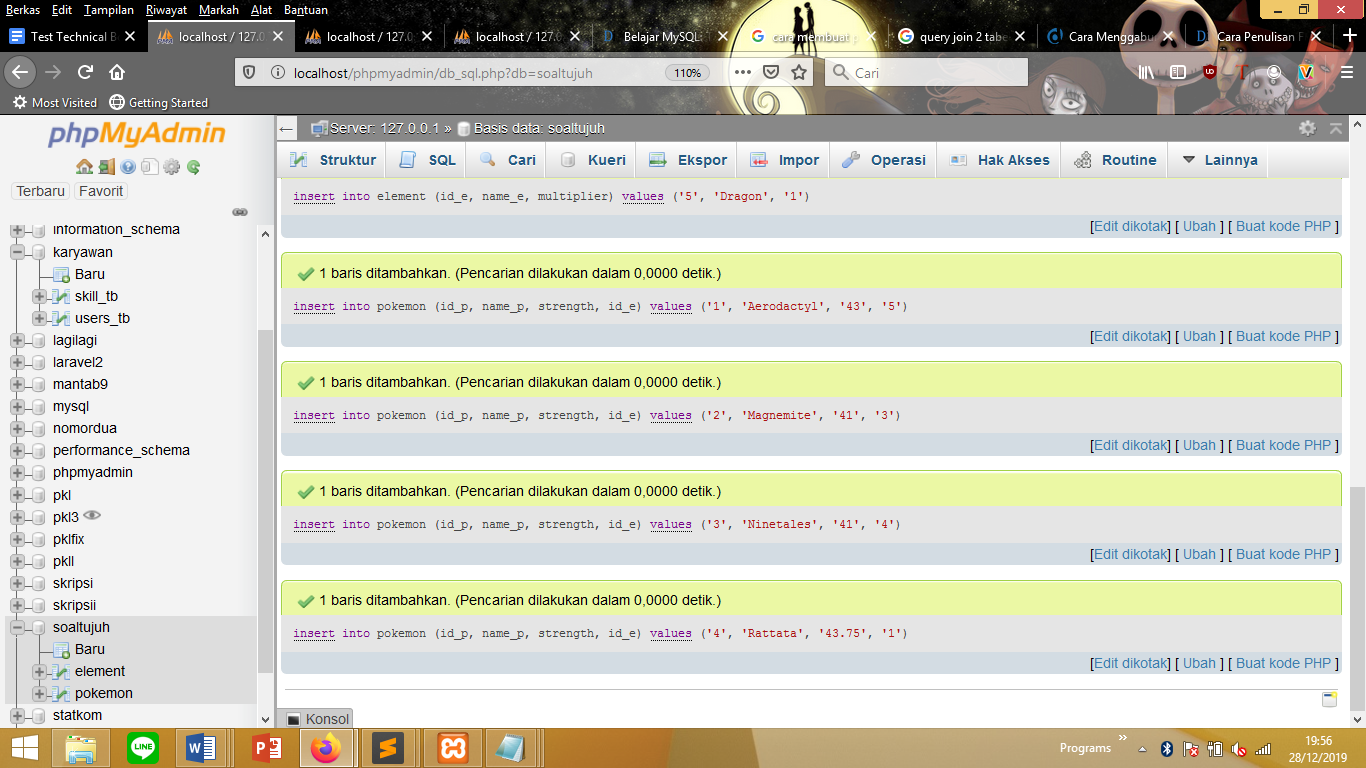 Berkas Edit Tampilan Riwayat Markah Alat Bantuan
Test Technical B
localhost / 127.0
localhost / 127.0.
localhost / 127.0.
Belajar MySQL:
cara membuat p
query join 2 tabe
Cara Menggabu
Cara Penulisan F
localhost/phpmyadmin/db_sql.php?db=soaltujuh
110%
Cari
Most Visited Getting Started
phpMyAdmin
Terbaru Favorit
information_schema
karyawan
Baru
skill_tb
users_tb
lagilagi
laravel2
mantab9
mysql
nomordua
performance_schema
phpmyadmin
pkl
pkl3
pklfix
pkll
skripsi
skripsii
soaltujuh
Baru
element
pokemon
statkom
Server: 127.0.0.1 » Basis data: soaltujuh
Struktur SQL Cari Kueri Ekspor Impor Operasi Hak Akses Routine Lainnya
insert into element (id_e, name_e, multiplier) values ('5', 'Dragon', '1')
[Edit dikotak] [ Ubah ] [ Buat kode PHP ]
1 baris ditambahkan. (Pencarian dilakukan dalam 0,0000 detik.)
insert into pokemon (id_p, name_p, strength, id_e) values ('1', 'Aerodactyl', '43', '5')
[Edit dikotak] [ Ubah ] [ Buat kode PHP ]
1 baris ditambahkan. (Pencarian dilakukan dalam 0,0000 detik.)
insert into pokemon (id_p, name_p, strength, id_e) values ('2', 'Magnemite', '41', '3')
[Edit dikotak] [ Ubah ] [ Buat kode PHP ]
1 baris ditambahkan. (Pencarian dilakukan dalam 0,0000 detik.)
insert into pokemon (id_p, name_p, strength, id_e) values ('3', 'Ninetales', '41', '4')
[Edit dikotak] [ Ubah ] [ Buat kode PHP ]
1 baris ditambahkan. (Pencarian dilakukan dalam 0,0000 detik.)
insert into pokemon (id_p, name_p, strength, id_e) values ('4', 'Rattata', '43.75', '1')
[Edit dikotak] [ Ubah ] [ Buat kode PHP ]
Konsol
Programs
19:56
28/12/2019